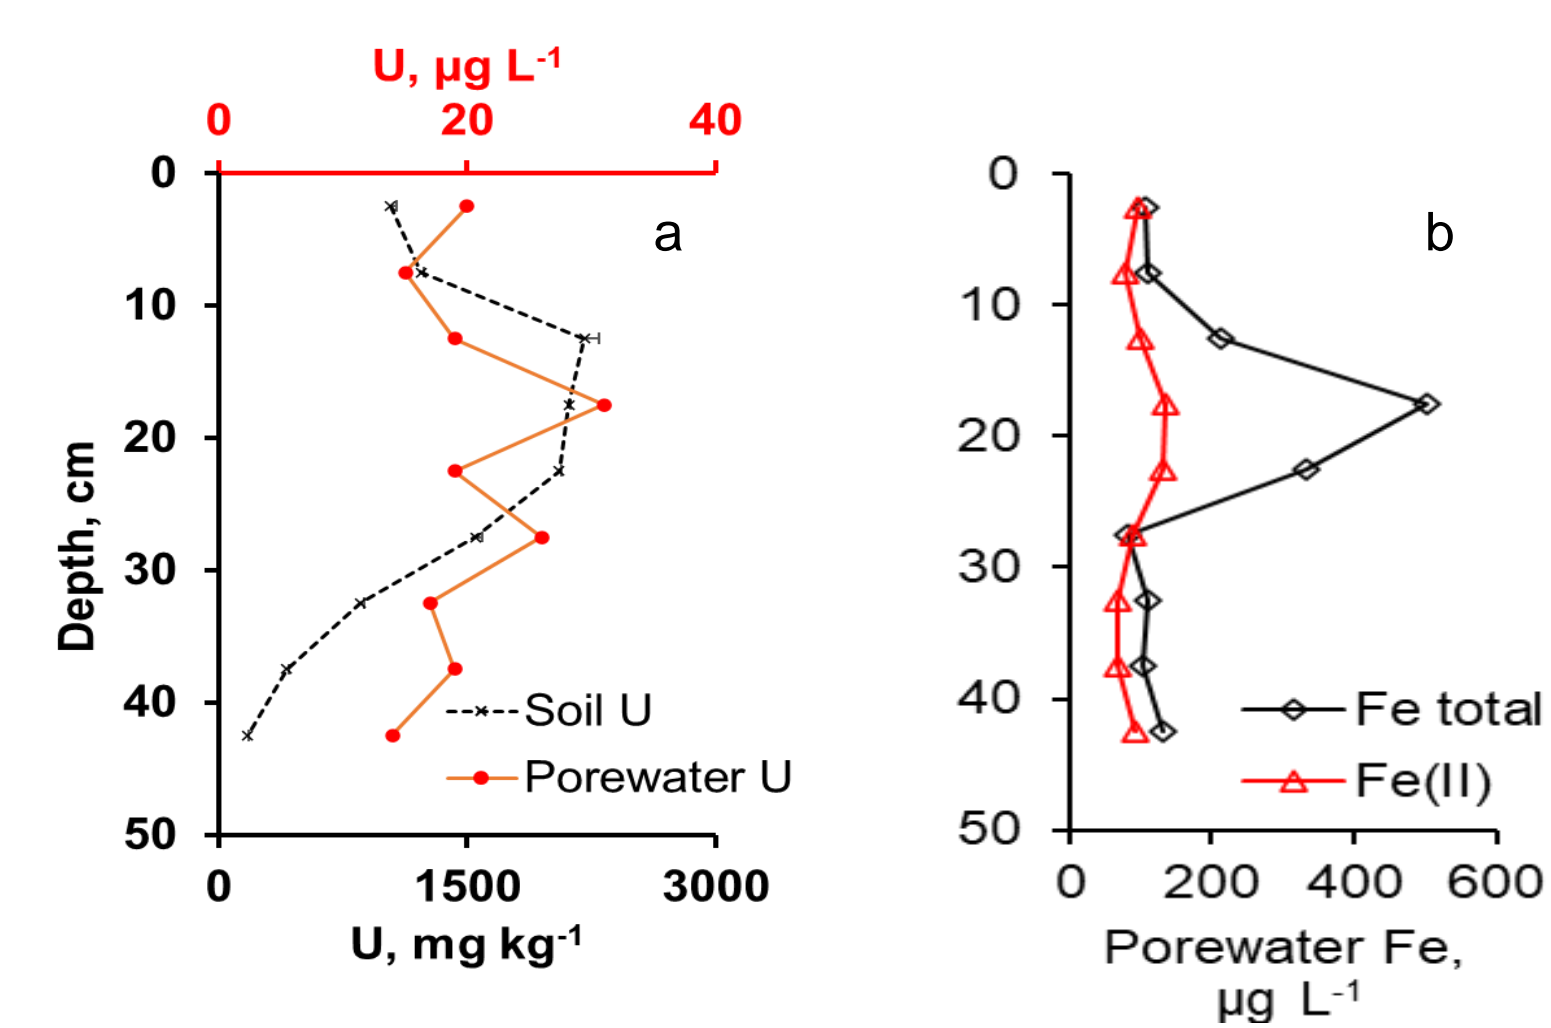 U, µg L-1
0 20 40
0
10
20
30
40
50
Depth, cm
a
Soil U
Porewater U
0 1500 3000
U, mg kg-1
0
10
20
30
40
50
b
Fe total
Fe(II)
0 200 400 600
Porewater Fe,
µg L-1